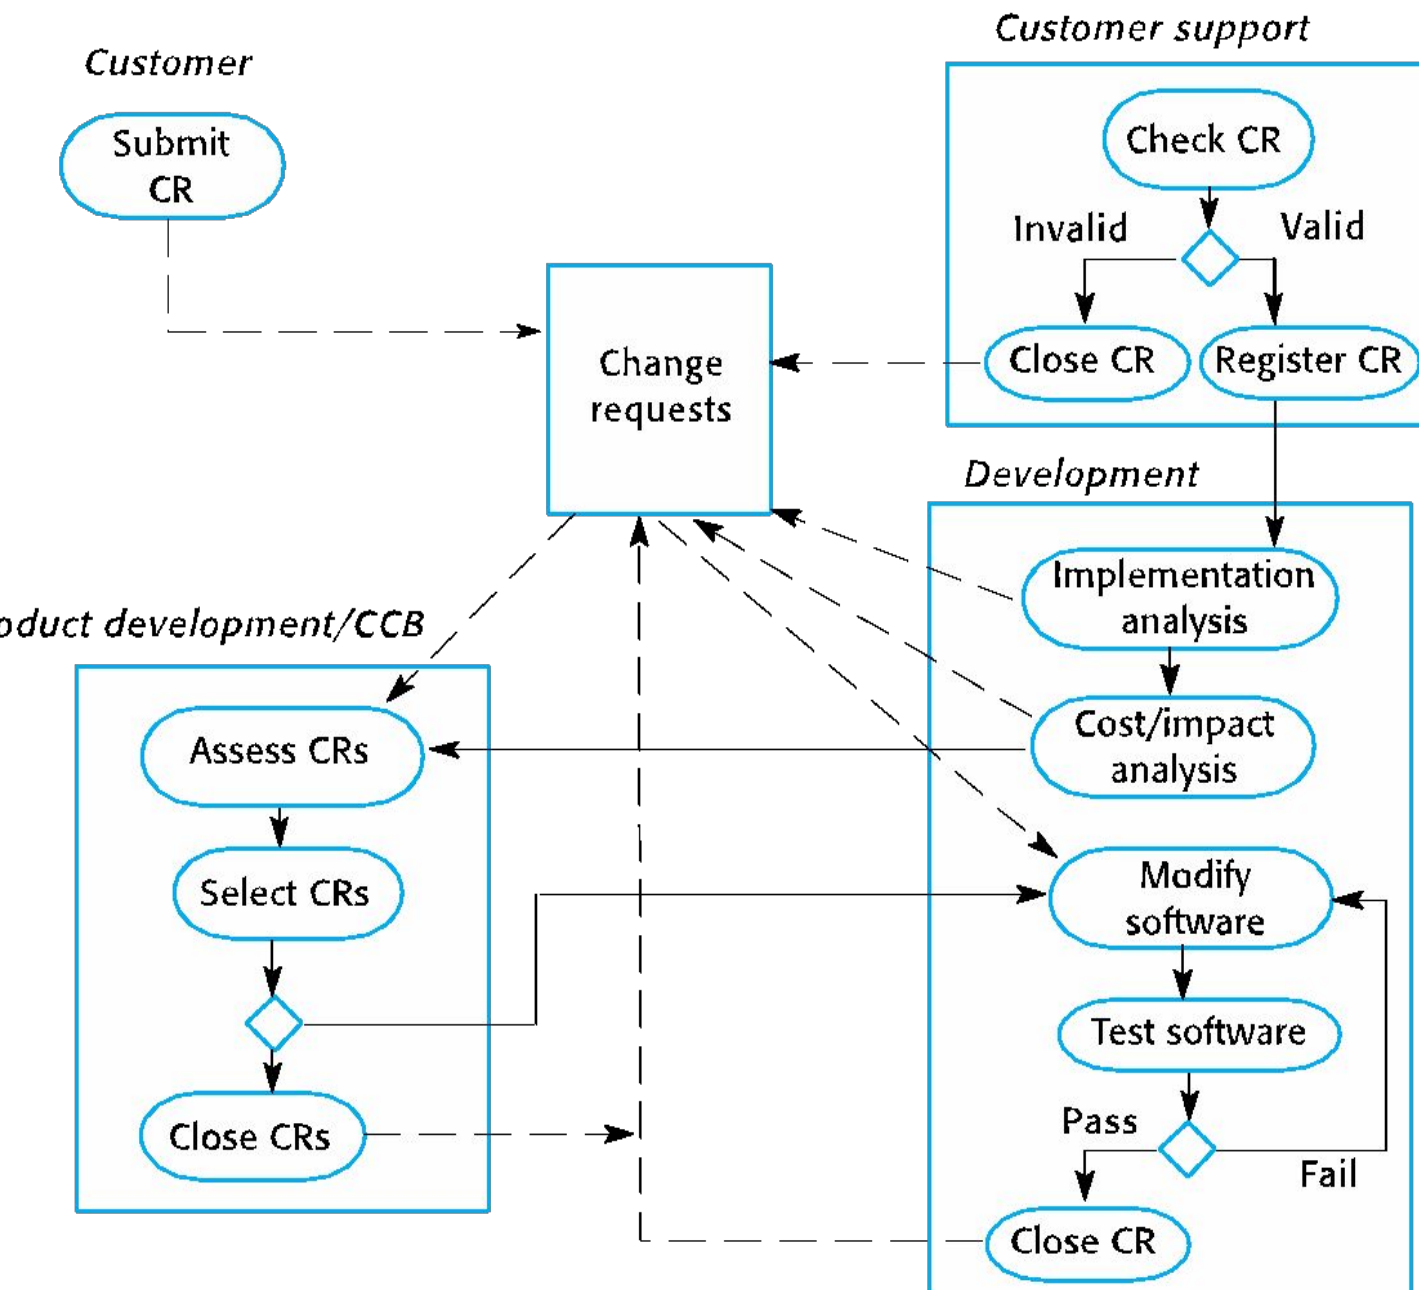 Customer
Submit
CR
Customer support
Check CR
Invalid
Valid
Close CR
Register CR
Change
requests
Development
Implementation
analysis
Cost/impact
analysis
Modify
software
Test software
Pass
Fail
Close CR
oduct development/CCB
Assess CRs
Select CRs
Close CRs